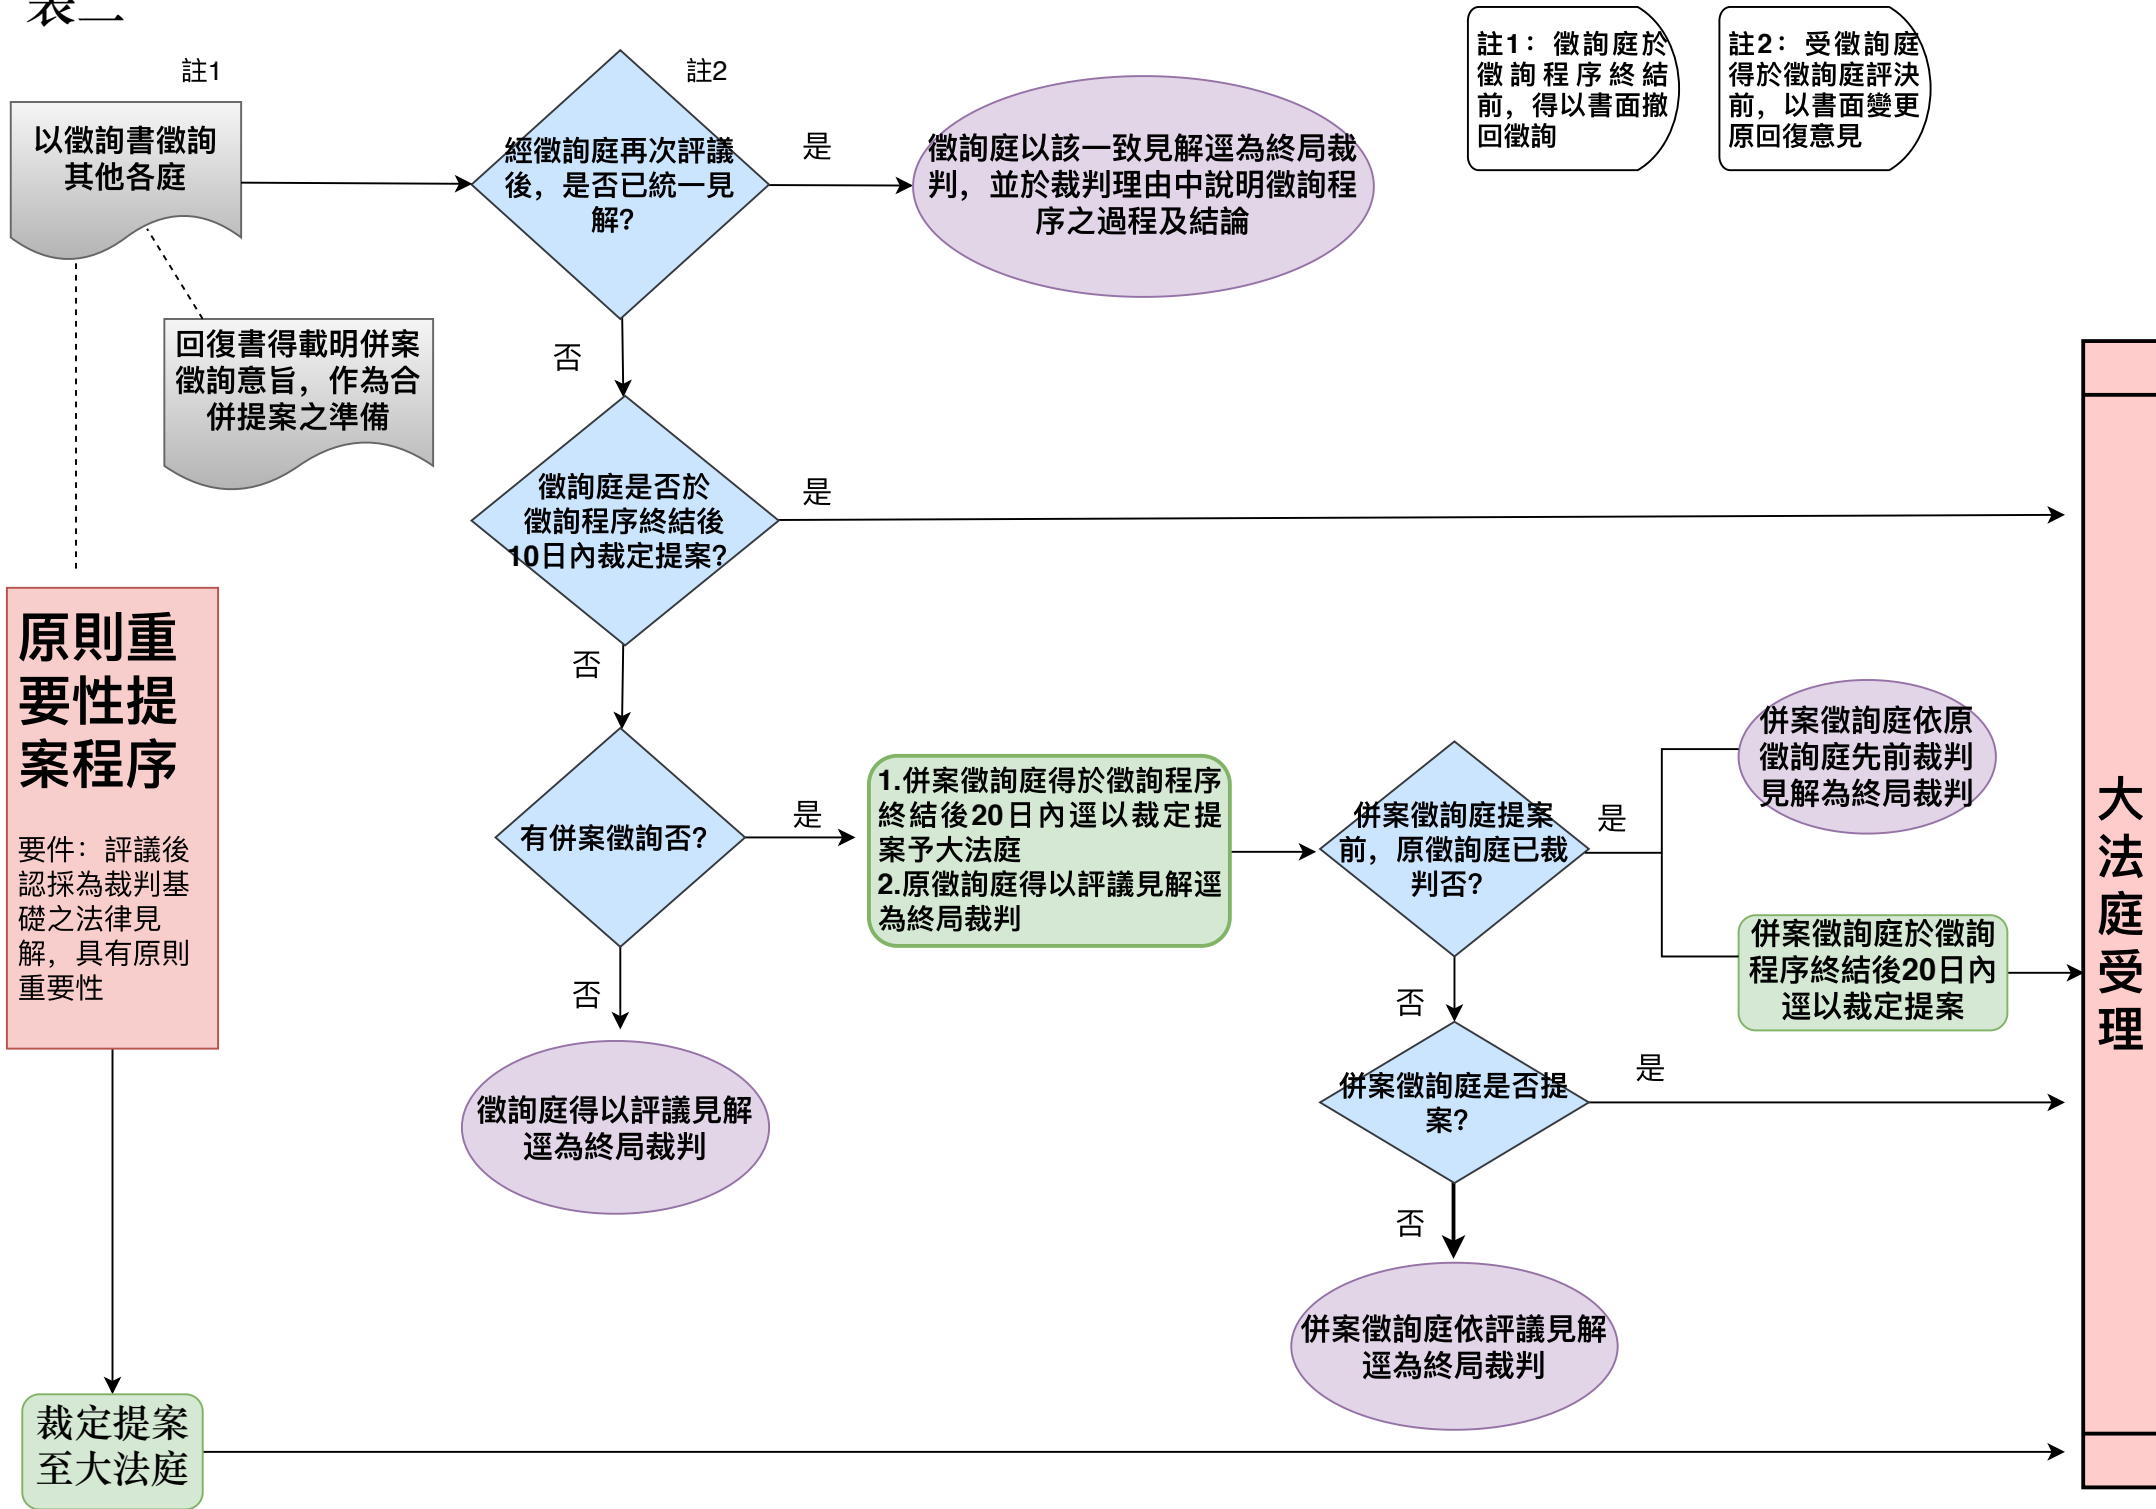 表二
註1
註2
註1：徵詢庭於
徵詢程序終結
前，得以書面撤
回徵詢
註2：受徵詢庭
得於徵詢庭評決
前，以書面變更
原回復意見
以徵詢書徵詢
其他各庭
經徵詢庭再次評議
後，是否已統一見
解？
是
徵詢庭以該一致見解逕為終局裁
判，並於裁判理由中說明徵詢程
序之過程及結論
回復書得載明併案
徵詢意旨，作為合
併提案之準備
否
徵詢庭是否於
徵詢程序終結後
10日內裁定提案？
是
原則重
要性提
案程序
要件：評議後
認採為裁判基
礎之法律見
解，具有原則
重要性
否
有併案徵詢否？
是
1.併案徵詢庭得於徵詢程序
終結後20日內逕以裁定提
案予大法庭
2.原徵詢庭得以評議見解逕
為終局裁判
併案徵詢庭提案
前，原徵詢庭已裁
判否？
是
併案徵詢庭依原
徵詢庭先前裁判
見解為終局裁判
併案徵詢庭於徵詢
程序終結後20日內
逕以裁定提案
大
法
庭
受
理
否
徵詢庭得以評議見解
逕為終局裁判
否
併案徵詢庭是否提
案？
是
否
併案徵詢庭依評議見解
逕為終局裁判
裁定提案
至大法庭